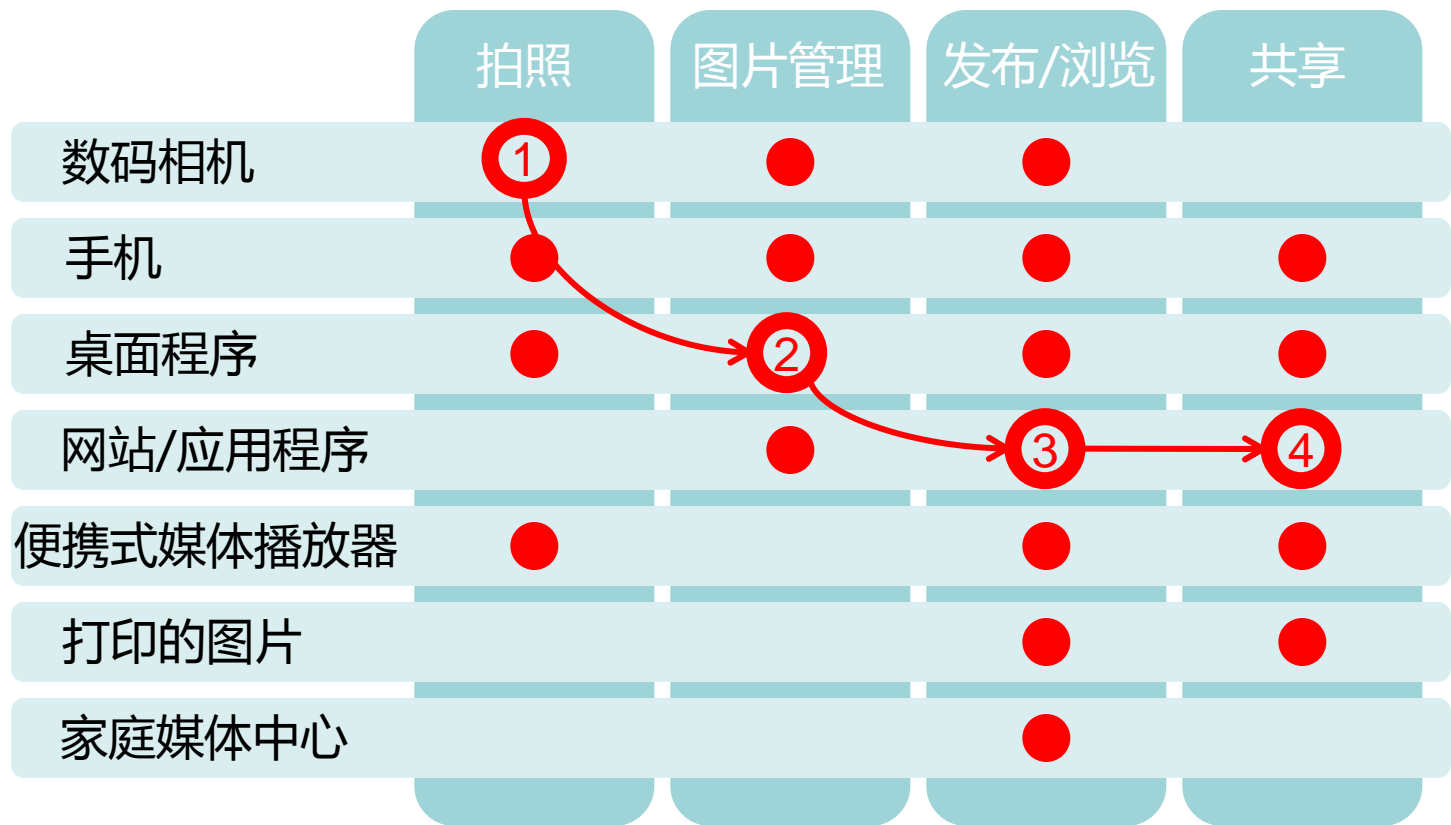 拍照 图片管理 发布/浏览 共享
数码相机 1
手机
桌面程序 2
网站/应用程序 3 4
便携式媒体播放器
打印的图片
家庭媒体中心